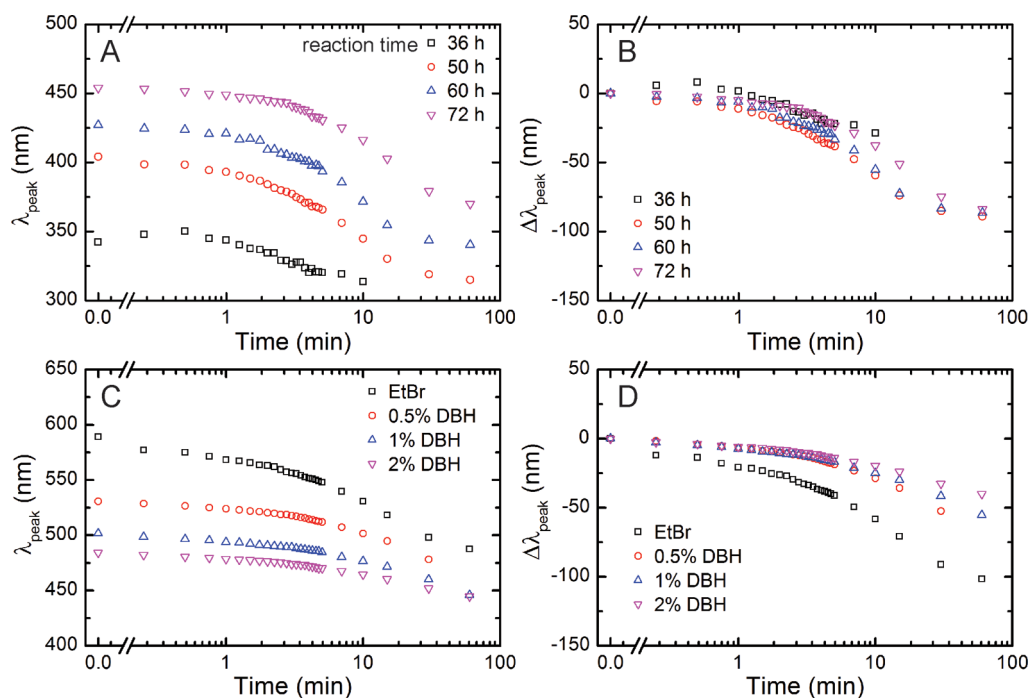 A
reaction time
36 h
50 h
60 h
72 h
500
450
400
350
300
λpeak (nm)
0.0
1
10
100
Time (min)
B
36 h
50 h
60 h
72 h
50
0
-50
-100
-150
Δλpeak (nm)
0.0
1
10
100
Time (min)
C
EtBr
0.5% DBH
1% DBH
2% DBH
650
600
550
500
450
400
λpeak (nm)
0.0
1
10
100
Time (min)
D
EtBr
0.5% DBH
1% DBH
2% DBH
50
0
-50
-100
-150
Δλpeak (nm)
0.0
1
10
100
Time (min)